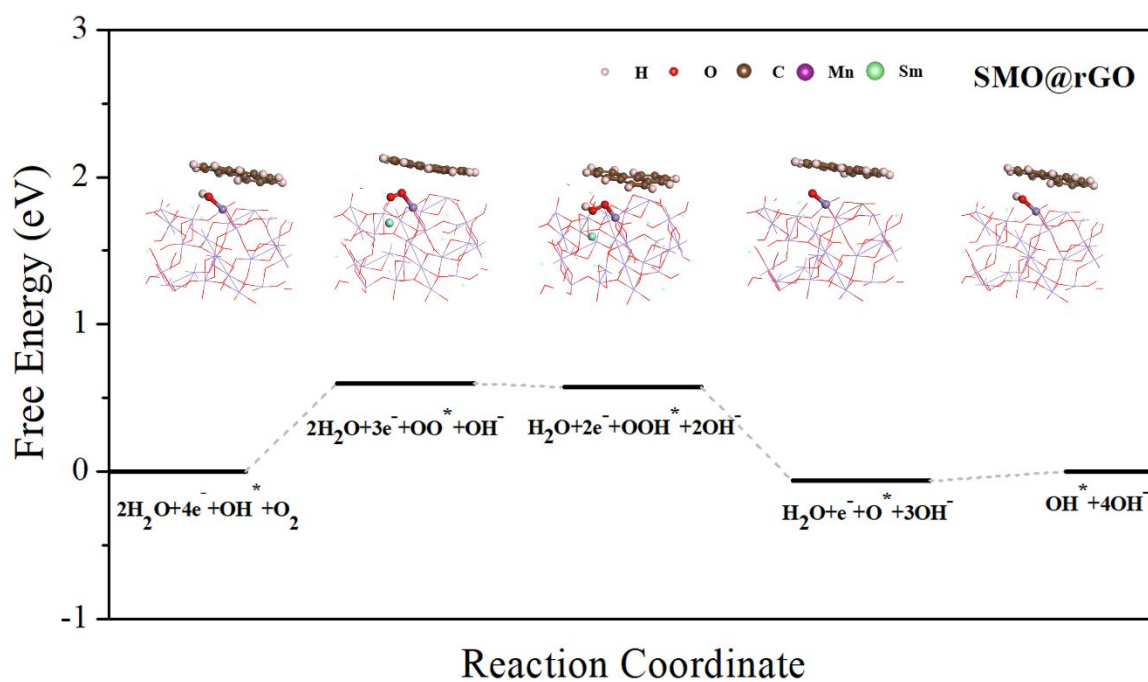 3
H O C Mn Sm SMO@rGO
2
1
0
-1
Free Energy (eV)
2H₂O+4e⁻+OH*+O₂
2H₂O+3e⁻+OO*+OH⁻
H₂O+2e⁻+OOH*+2OH⁻
H₂O+e⁻+O*+3OH⁻
OH*+4OH⁻
Reaction Coordinate